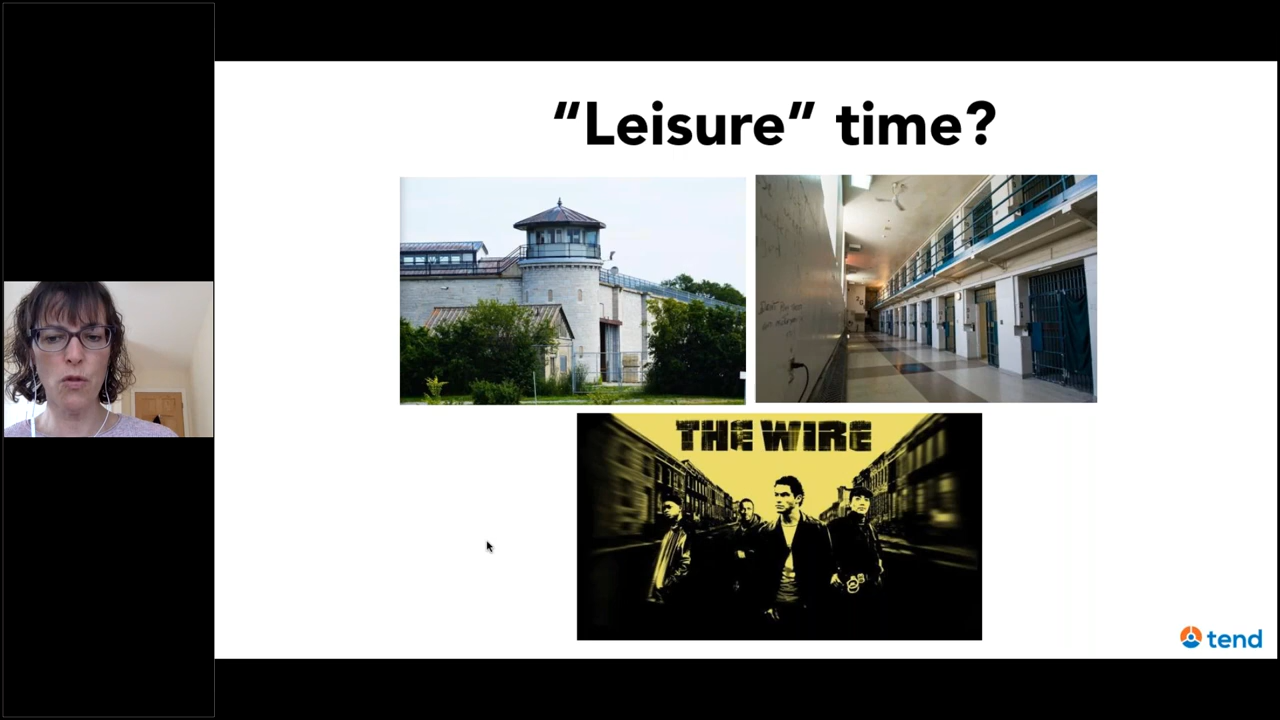 “Leisure” time?
THE WIRE
tend